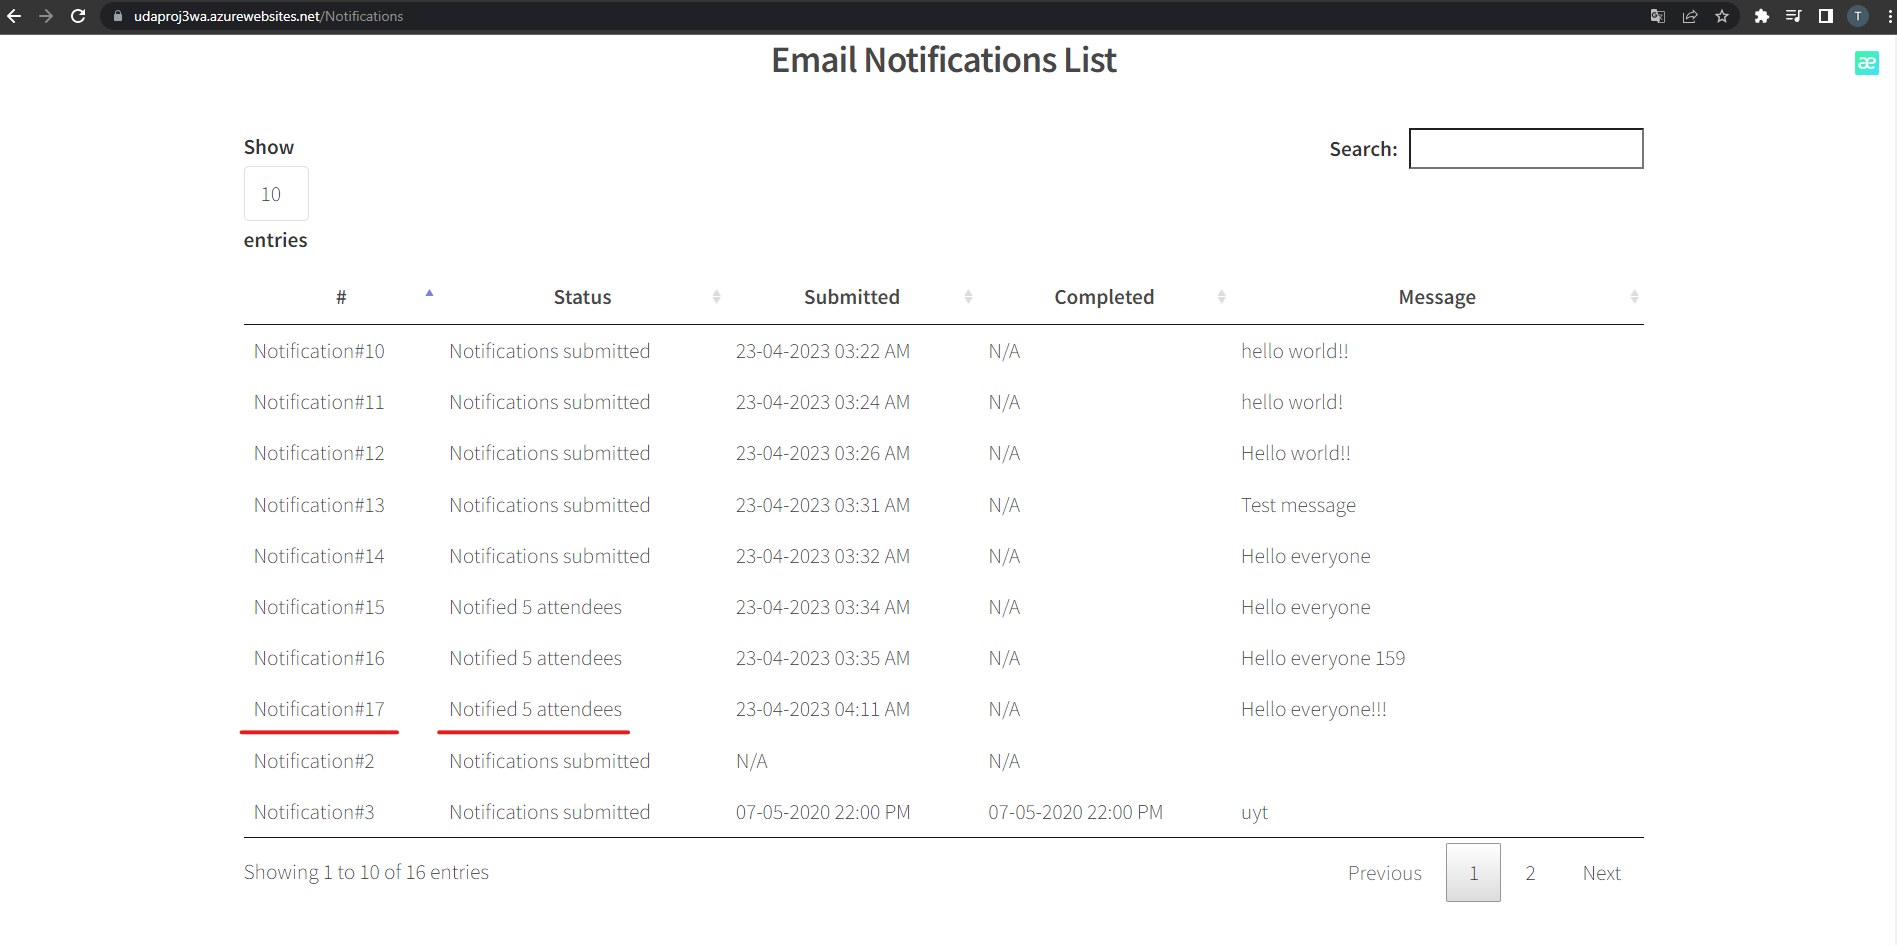 udaproj3wa.azurewebsites.net/Notifications
T
Email Notifications List
æ
Show
10
entries
Search:
# Status Submitted Completed Message
Notification#10 Notifications submitted 23-04-2023 03:22 AM N/A hello world!!
Notification#11 Notifications submitted 23-04-2023 03:24 AM N/A hello world!
Notification#12 Notifications submitted 23-04-2023 03:26 AM N/A Hello world!!
Notification#13 Notifications submitted 23-04-2023 03:31 AM N/A Test message
Notification#14 Notifications submitted 23-04-2023 03:32 AM N/A Hello everyone
Notification#15 Notified 5 attendees 23-04-2023 03:34 AM N/A Hello everyone
Notification#16 Notified 5 attendees 23-04-2023 03:35 AM N/A Hello everyone 159
Notification#17 Notified 5 attendees 23-04-2023 04:11 AM N/A Hello everyone!!!
Notification#2 Notifications submitted N/A N/A
Notification#3 Notifications submitted 07-05-2020 22:00 PM 07-05-2020 22:00 PM uyt
Showing 1 to 10 of 16 entries
Previous 1 2 Next